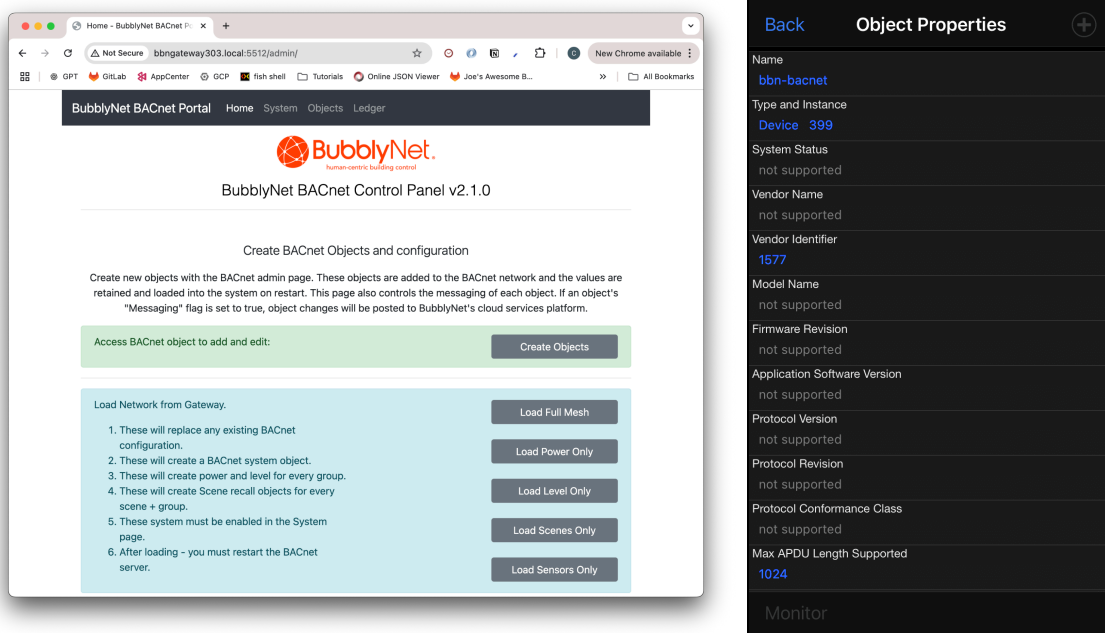 Home - BubblyNet BACnet Po
Not Secure bbngateway303.local:5512/admin/
C
New Chrome available
GPT GitLab AppCenter GCP fish shell Tutorials Online JSON Viewer Joe's Awesome B... » All Bookmarks
BubblyNet BACnet Portal Home System Objects Ledger
BubblyNet.
human-centric building control
BubblyNet BACnet Control Panel v2.1.0
Create BACnet Objects and configuration
Create new objects with the BACnet admin page. These objects are added to the BACnet network and the values are
retained and loaded into the system on restart. This page also controls the messaging of each object. If an object's
"Messaging" flag is set to true, object changes will be posted to BubblyNet's cloud services platform.
Access BACnet object to add and edit:
Create Objects
Load Network from Gateway.
1. These will replace any existing BACnet
configuration.
2. These will create a BACnet system object.
3. These will create power and level for every group.
4. These will create Scene recall objects for every
scene + group.
5. These system must be enabled in the System
page.
6. After loading - you must restart the BACnet
server.
Load Full Mesh
Load Power Only
Load Level Only
Load Scenes Only
Load Sensors Only
Back Object Properties
Name
bbn-bacnet
Type and Instance
Device 399
System Status
not supported
Vendor Name
not supported
Vendor Identifier
1577
Model Name
not supported
Firmware Revision
not supported
Application Software Version
not supported
Protocol Version
not supported
Protocol Revision
not supported
Protocol Conformance Class
not supported
Max APDU Length Supported
1024
Monitor